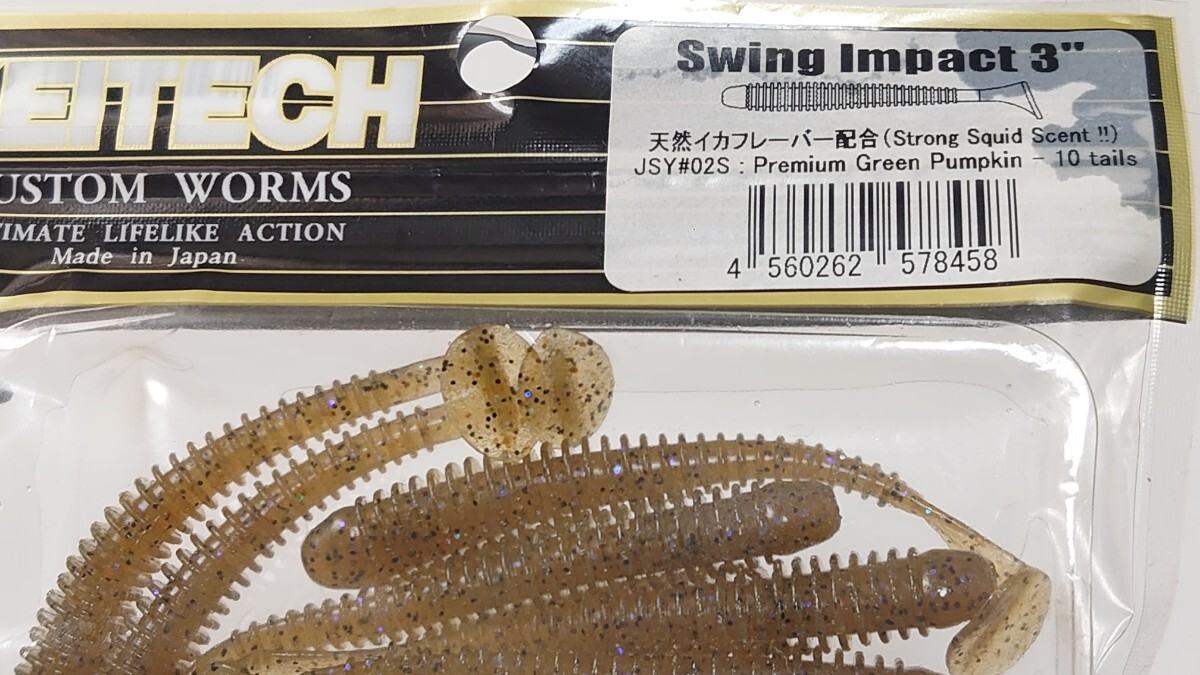 EITECH
USTOM WORMS
TIMATE LIFELIKE ACTION
Made in Japan
Swing Impact 3"
天然イカフレーバー配合(Strong Squid Scent !!)
JSY#02S : Premium Green Pumpkin - 10 tails
4 560262 578458